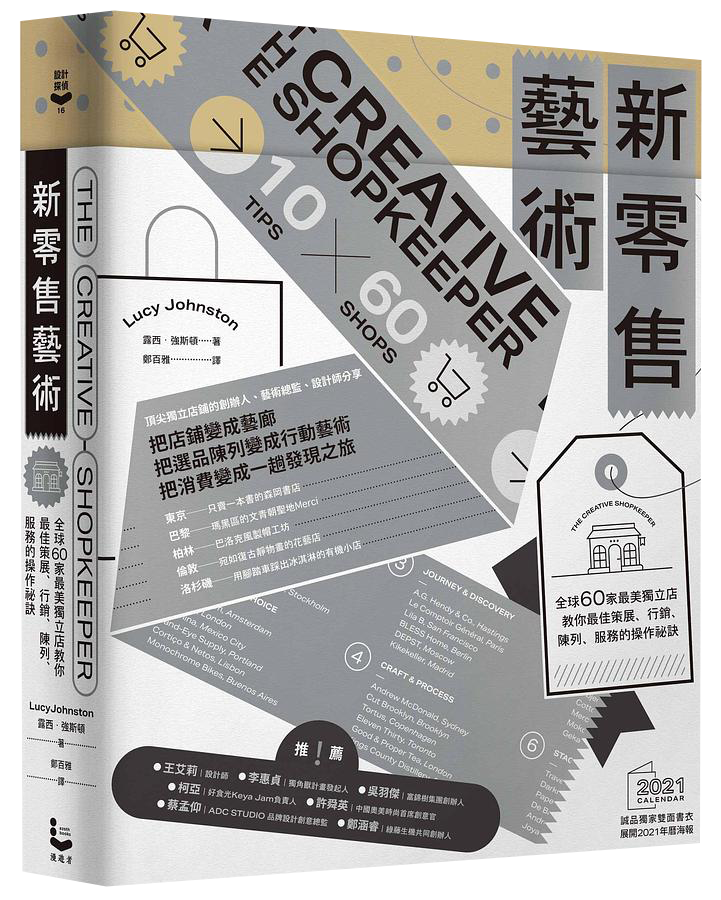 設計
探偵
16
新零售藝術
THE CREATIVE SHOPKEEPER
全球60家最美獨立店教你
最佳策展、行銷、陳列、
服務的操作祕訣
LucyJohnston
露西·強斯頓
著
鄭百雅
譯
漫遊者
THE CREATIVE
SHOPKEEPER
10
TIPS
60
SHOPS
新零售
藝術
Lucy Johnston
露西·強斯頓·····著
鄭百雅··············譯
頂尖獨立店鋪的創辦人、藝術總監、設計師分享
把店鋪變成藝廊
把選品陳列變成行動藝術
把消費變成一趟發現之旅
東京——只賣一本書的森岡書店
巴黎——瑪黑區的文青朝聖地Merci
柏林——巴洛克風製帽工坊
倫敦——宛如復古靜物畫的花藝店
洛杉磯——用腳踏車踩出冰淇淋的有機小店
THE CREATIVE SHOPKEEPER
全球60家最美獨立店
教你最佳策展、行銷、
陳列、服務的操作祕訣
Stockholm
Amsterdam
Mexico City
Supply, Portland
Cortiço & Netos, Lisbon
Monochrome Bikes, Buenos Aires
3
JOURNEY & DISCOVERY
A.G. Hendy & Co., Hastings
Le Comptoir Général, Paris
Lila B, San Francisco
BLESS Home, Berlin
DEPST, Moscow
Kikekeller, Madrid
4
CRAFT & PROCESS
Andrew McDonald, Sydney
Cut Brooklyn, Brooklyn
Tortus, Copenhagen
Eleven Thirty, Toronto
Good & Proper Tea, London
County Distillery
6
推！薦
王艾莉｜設計師
李惠貞｜獨角獸計畫發起人
吳羽傑｜富錦樹集團創辦人
柯亞｜好食光Keya Jam負責人
許舜英｜中國奧美時尚首席創意官
蔡孟仰｜ADC STUDIO 品牌設計創意總監
鄭涵睿｜綠藤生機共同創辦人
2021
CALENDAR
誠品獨家雙面書衣
展開2021年曆海報